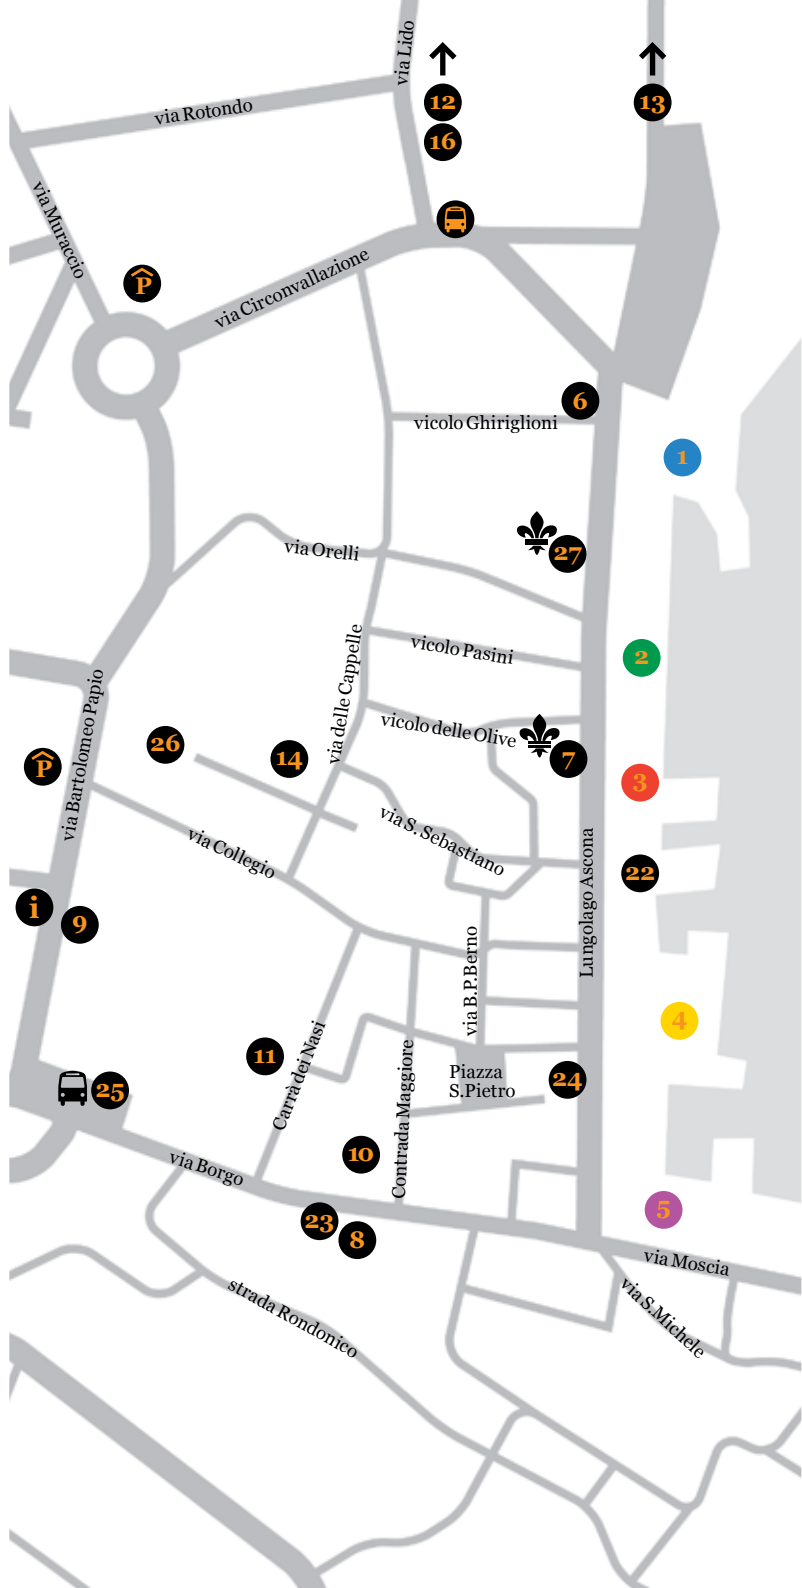 via Lido
12
13
via Rotondo
16
via Muraccio
P
via Circonvallazione
6
vicolo Ghiriglioni
1
27
via Orelli
vicolo Pasini
2
via delle Cappelle
vicolo delle Olive
26
14
7
P
via Bartolomeo Papio
3
via S. Sebastiano
via Collegio
22
Lungolago Ascona
i
9
via B.P.Berno
4
11
Carrà dei Nasi
Contrada Maggiore
Piazza
S.Pietro
24
25
10
via Borgo
23
8
5
via Moscia
via S.Michele
strada Rondonico